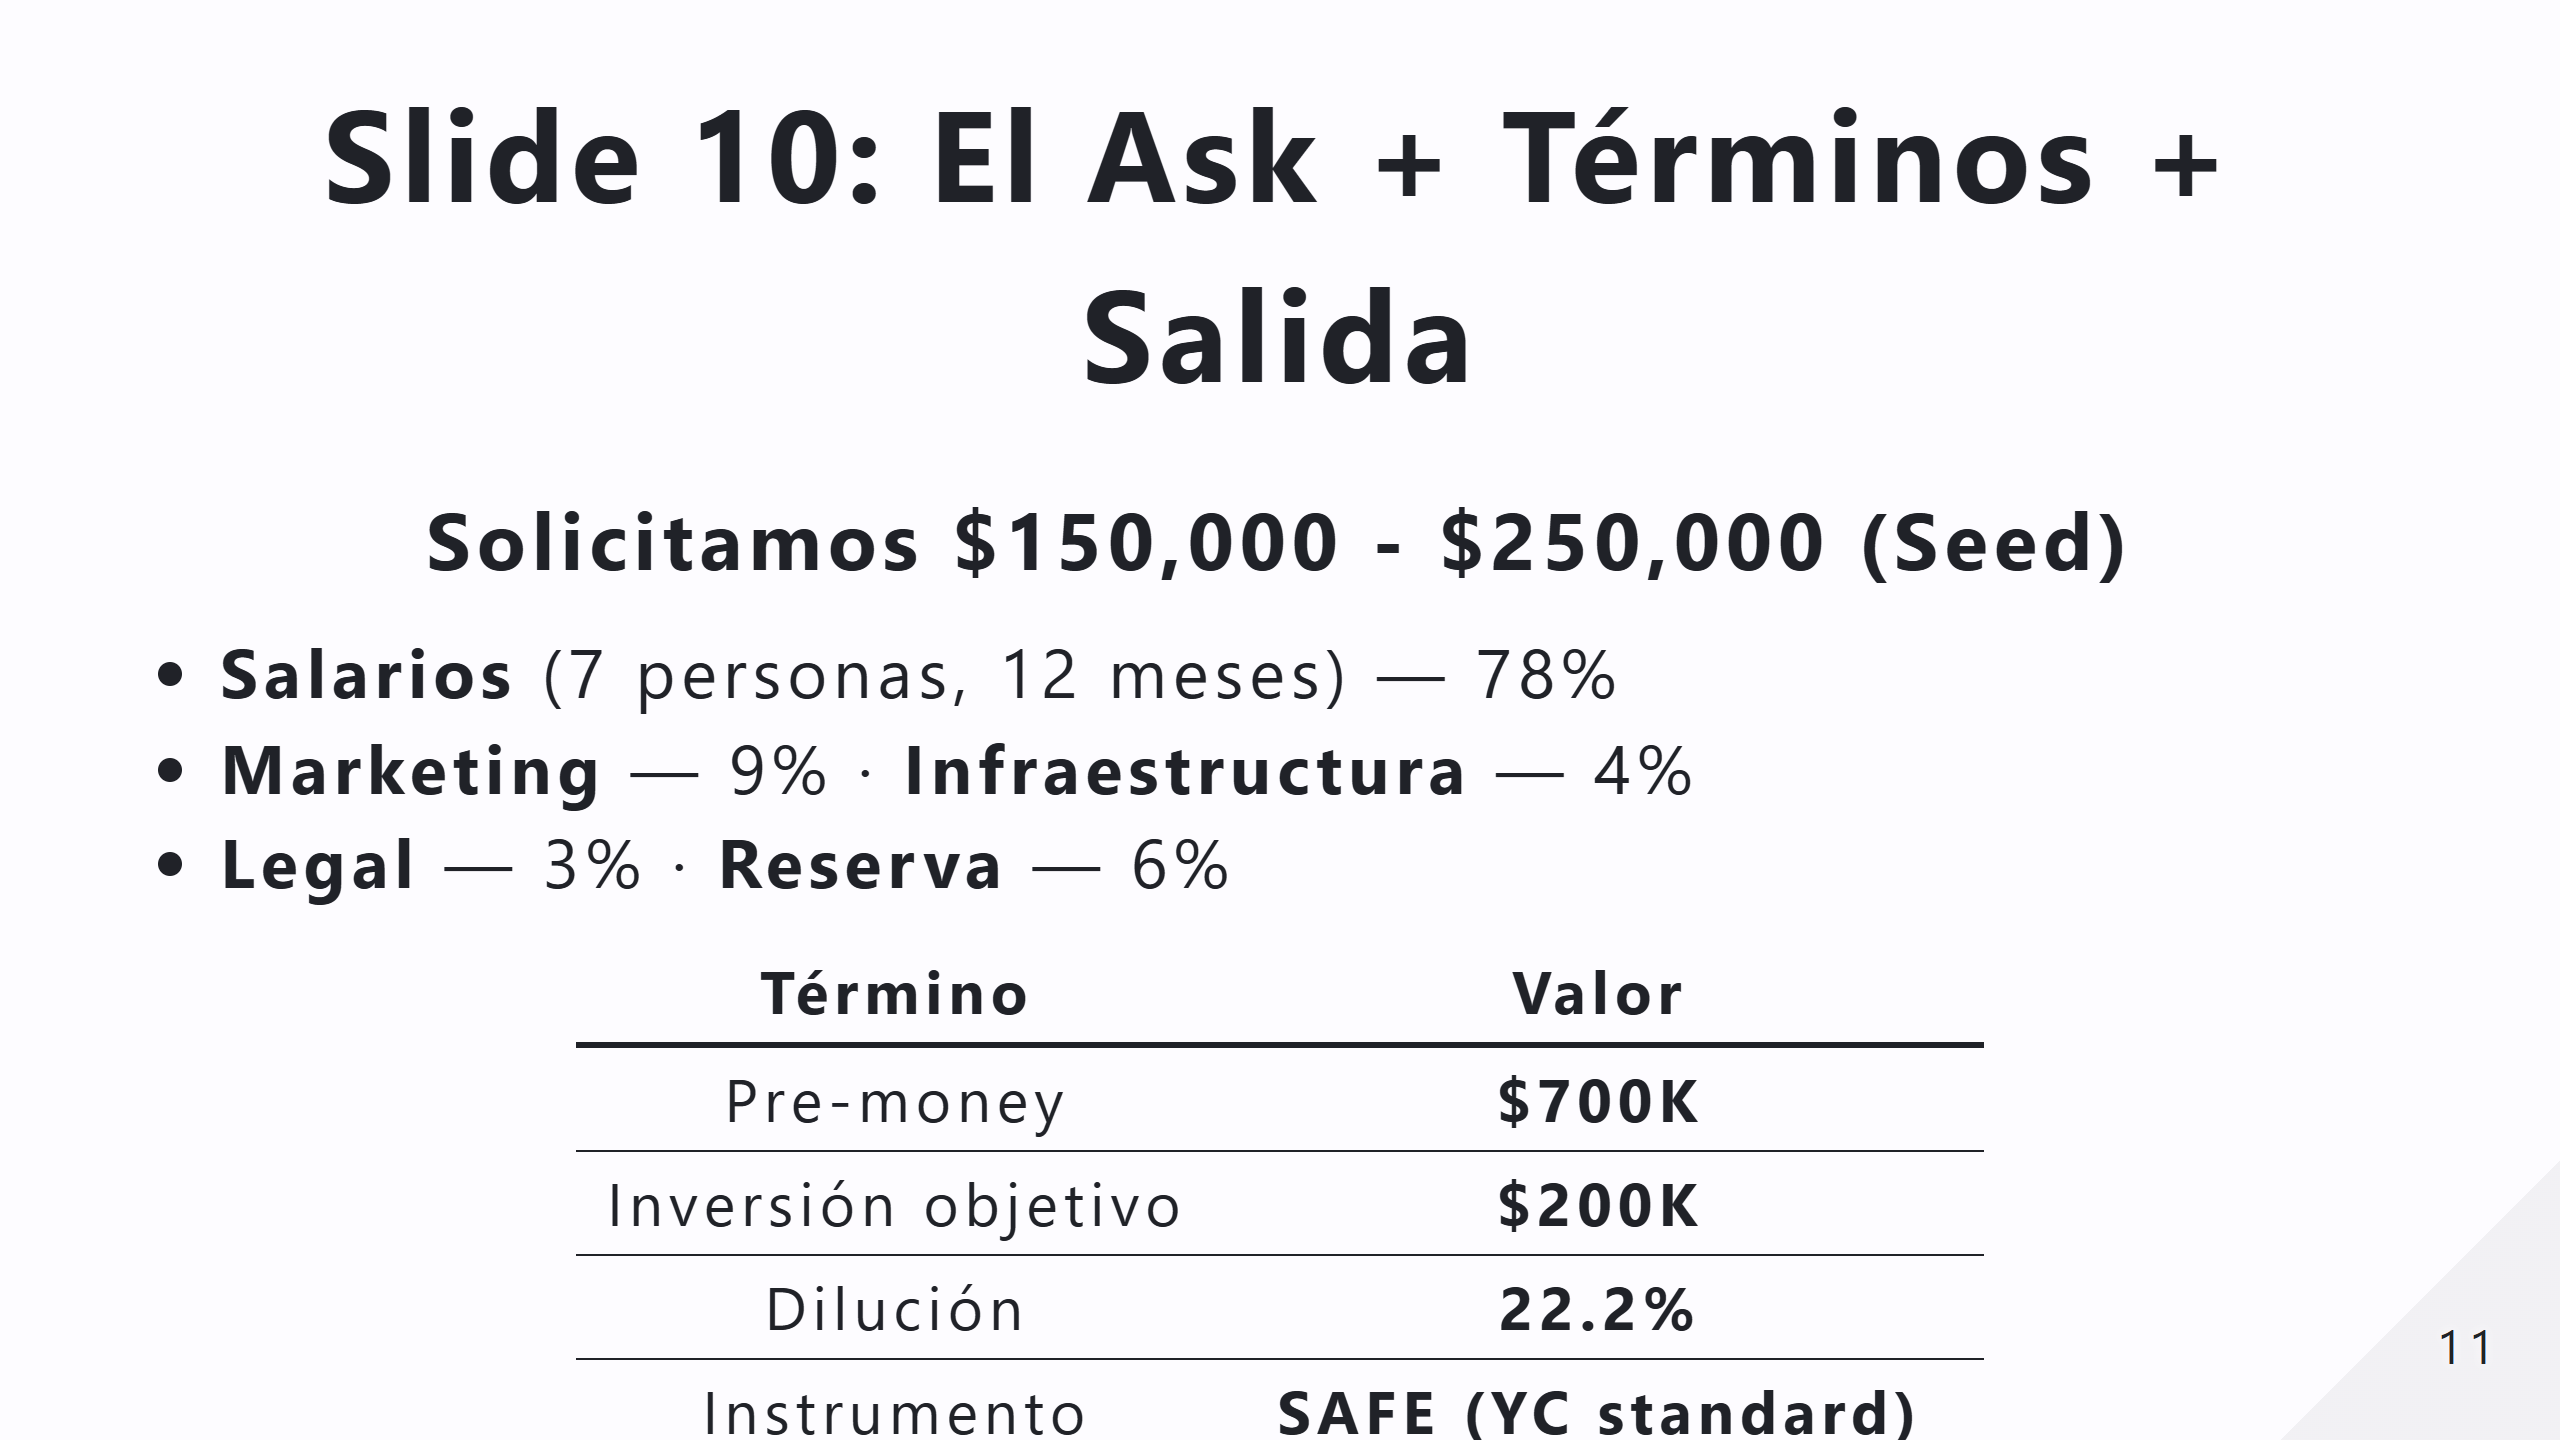 Slide 10: El Ask + Términos +
Salida
Solicitamos $150,000 - $250,000 (Seed)
• Salarios (7 personas, 12 meses) — 78%
• Marketing — 9% · Infraestructura — 4%
• Legal — 3% · Reserva — 6%
Término Valor
Pre-money $700K
Inversión objetivo $200K
Dilución 22.2%
Instrumento SAFE (YC standard)
11